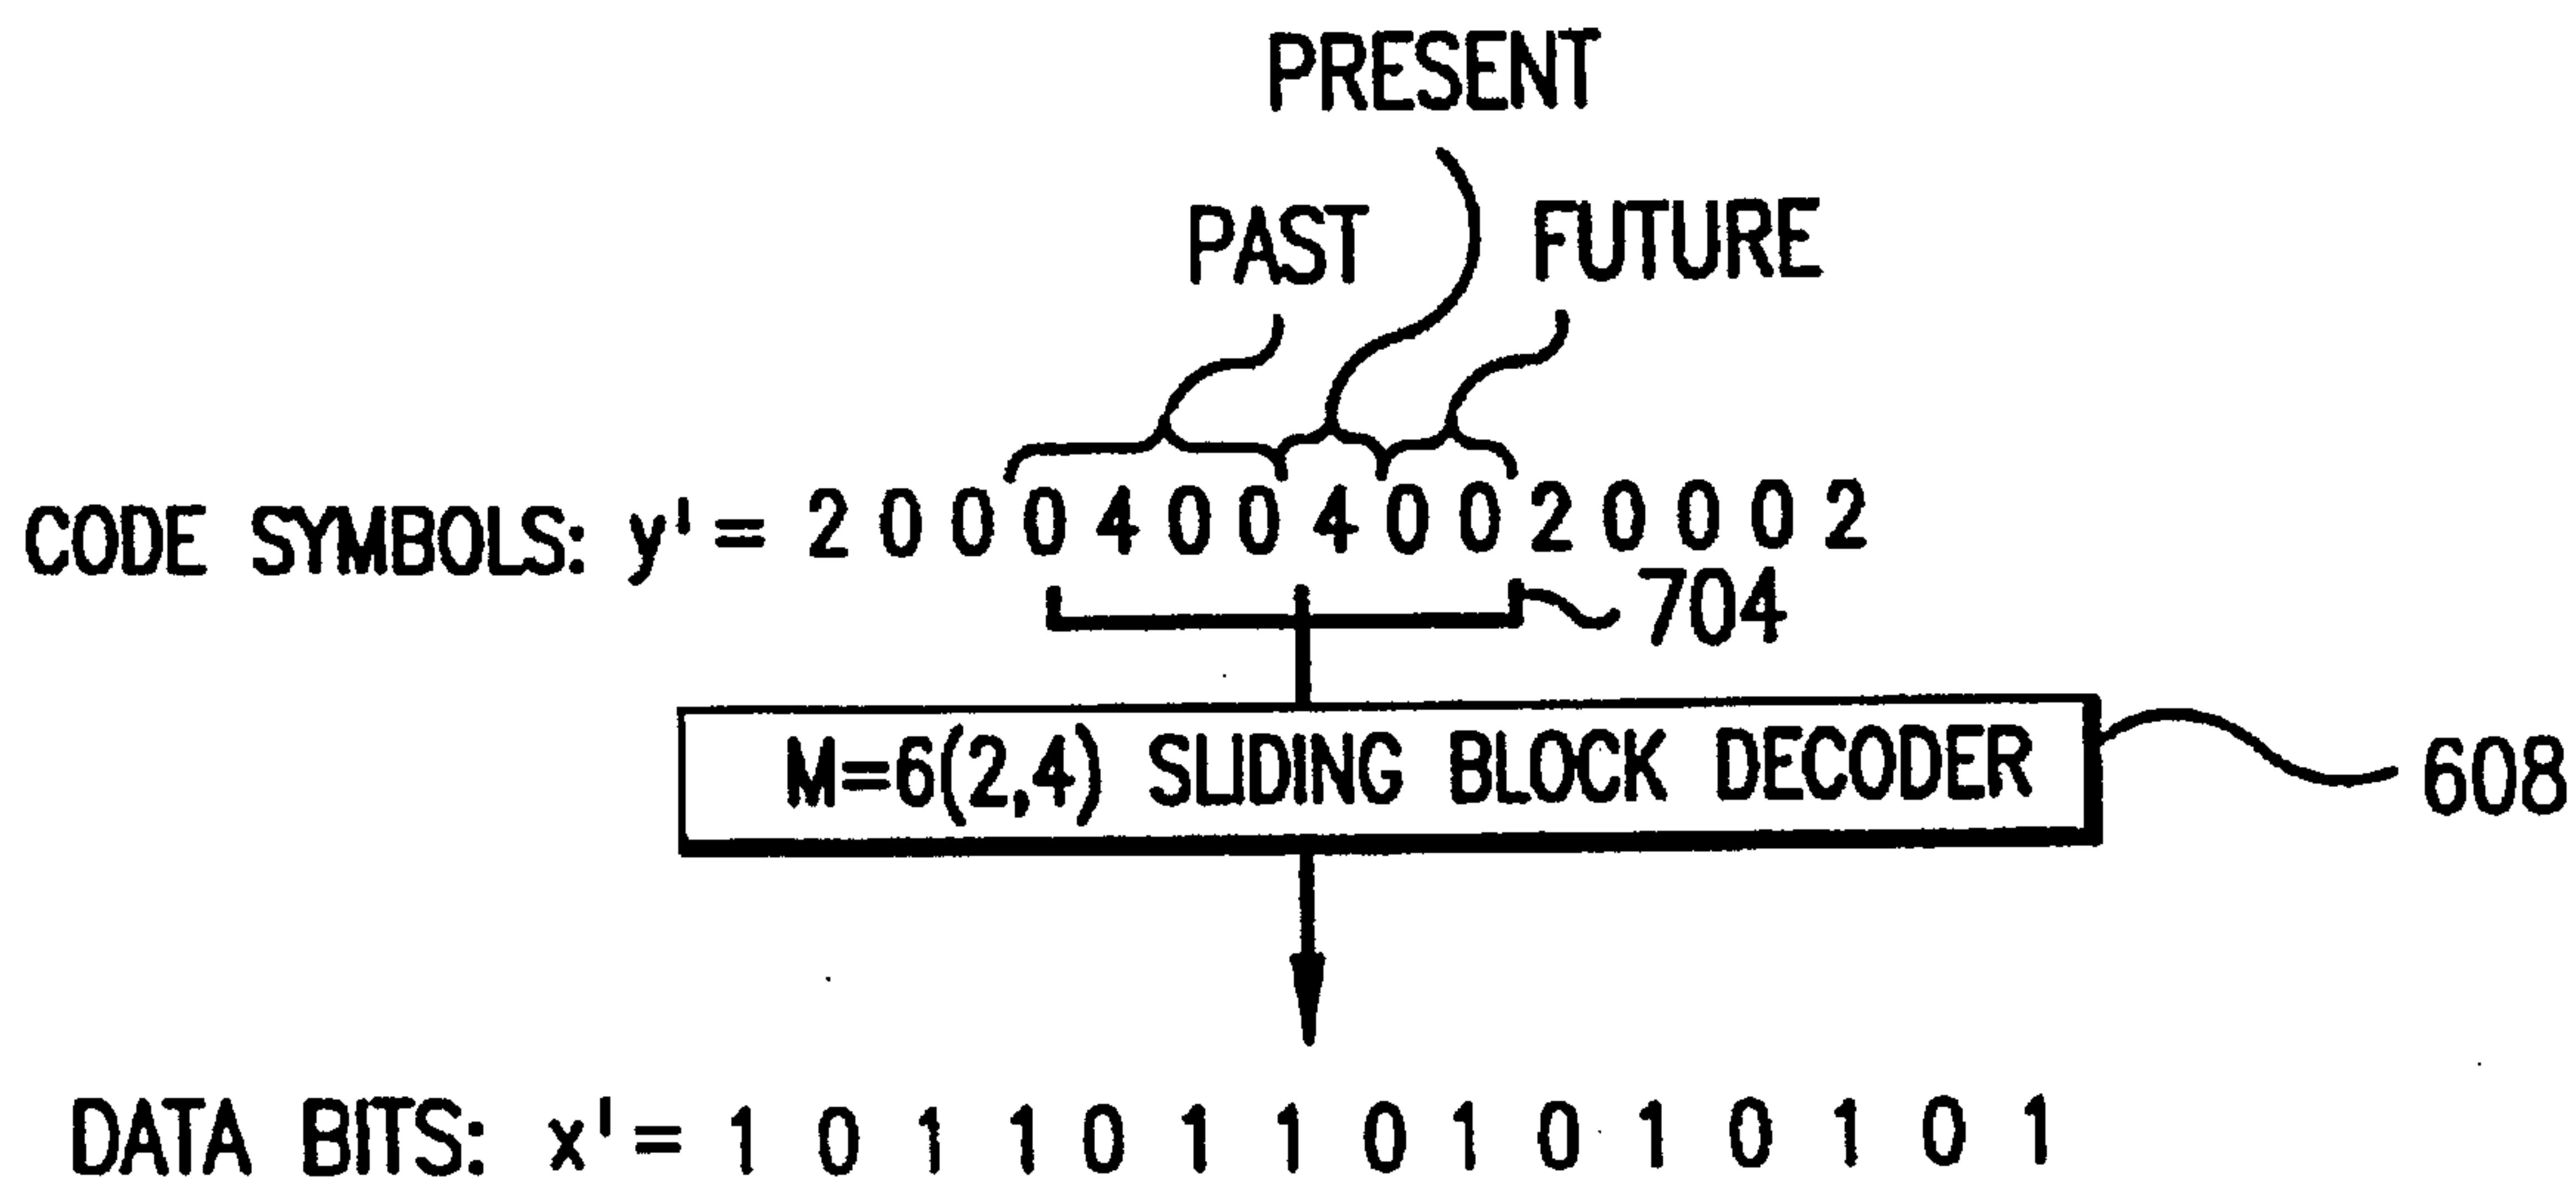 PRESENT
PAST FUTURE
CODE SYMBOLS: y' = 2 0 0 0 4 0 0 4 0 0 2 0 0 0 2
704
M=6(2,4) SLIDING BLOCK DECODER
608
DATA BITS: x' = 1 0 1 1 0 1 1 0 1 0 1 0 1 0 1